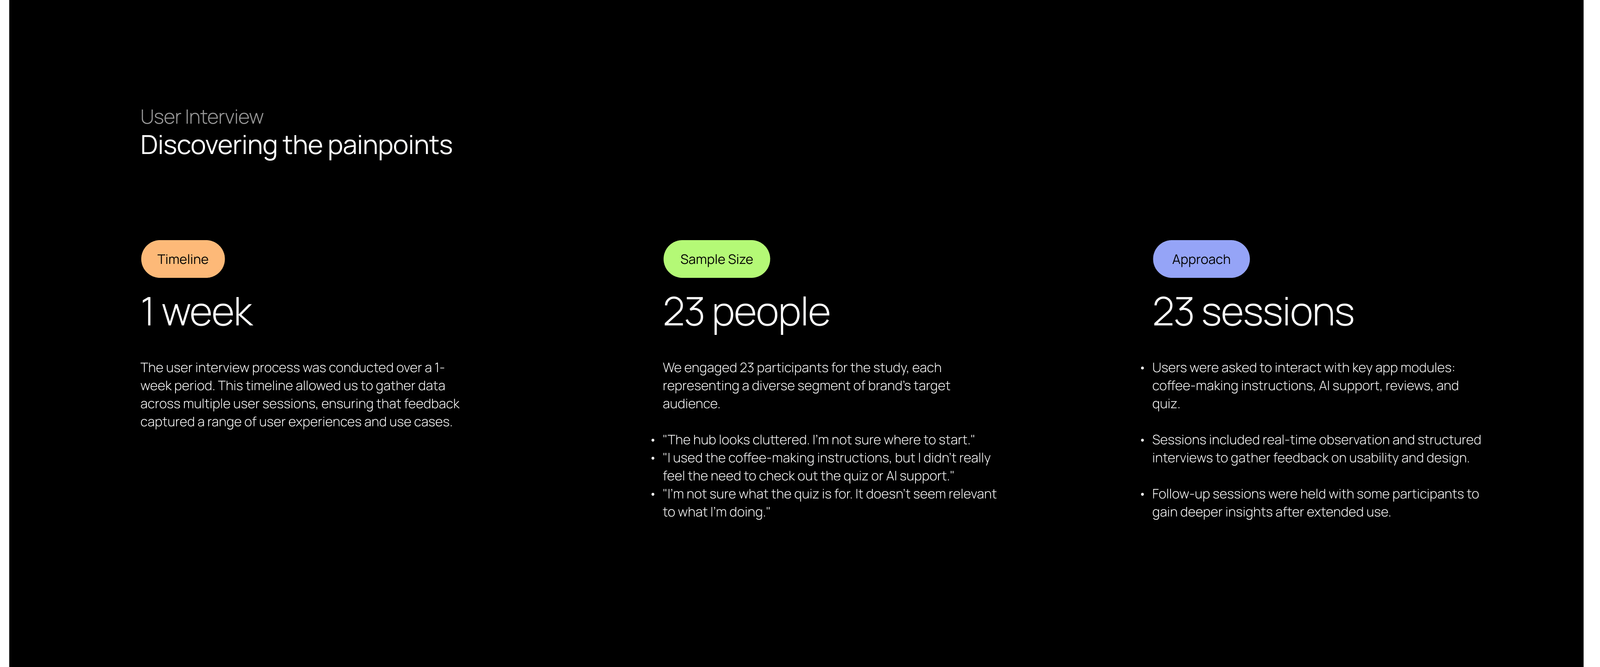 User Interview
Discovering the painpoints
Timeline
1 week
The user interview process was conducted over a 1-
week period. This timeline allowed us to gather data
across multiple user sessions, ensuring that feedback
captured a range of user experiences and use cases.
Sample Size
23 people
We engaged 23 participants for the study, each
representing a diverse segment of brand's target
audience.
• "The hub looks cluttered. I'm not sure where to start."
• "I used the coffee-making instructions, but I didn't really
feel the need to check out the quiz or AI support."
• "I'm not sure what the quiz is for. It doesn't seem relevant
to what I'm doing."
Approach
23 sessions
• Users were asked to interact with key app modules:
coffee-making instructions, AI support, reviews, and
quiz.
• Sessions included real-time observation and structured
interviews to gather feedback on usability and design.
• Follow-up sessions were held with some participants to
gain deeper insights after extended use.